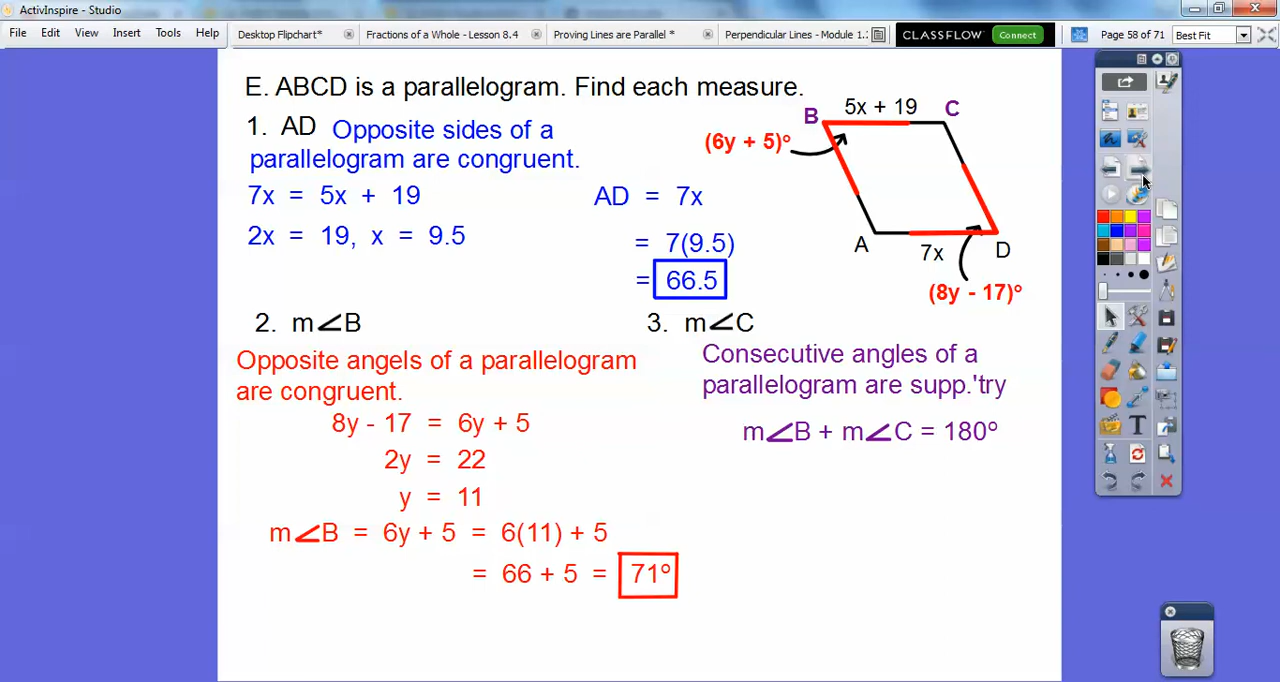 ActivInspire - Studio
File Edit View Insert Tools Help
Desktop Flipchart*
Fractions of a Whole - Lesson 8.4
Proving Lines are Parallel *
Perpendicular Lines - Module 1.
CLASSFLOW Connect
Page 58 of 71
Best Fit
E. ABCD is a parallelogram. Find each measure.
1. AD Opposite sides of a
parallelogram are congruent.
7x = 5x + 19
2x = 19, x = 9.5
AD = 7x
= 7(9.5)
= 66.5
B 5x + 19 C
(6y + 5)º
A 7x D
(8y - 17)º
2. m∠B
Opposite angels of a parallelogram
are congruent.
8y - 17 = 6y + 5
2y = 22
y = 11
m∠B = 6y + 5 = 6(11) + 5
= 66 + 5 = 71º
3. m∠C
Consecutive angles of a
parallelogram are supp.'try
m∠B + m∠C = 180º
T